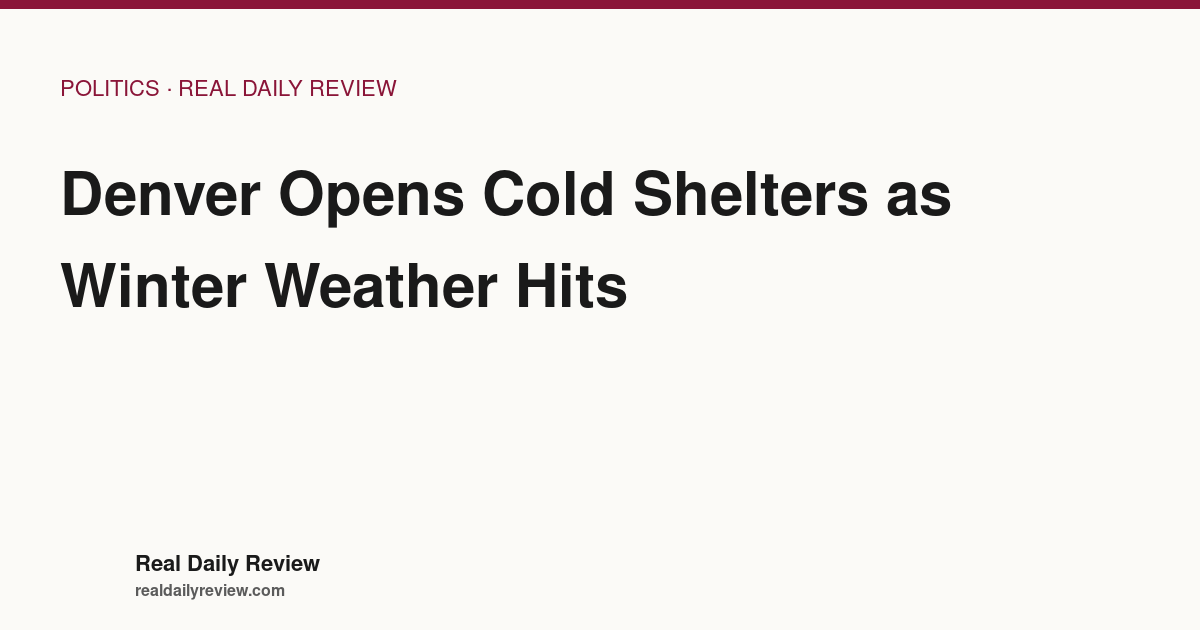 POLITICS · REAL DAILY REVIEW
Denver Opens Cold Shelters as
Winter Weather Hits
Real Daily Review
realdailyreview.com